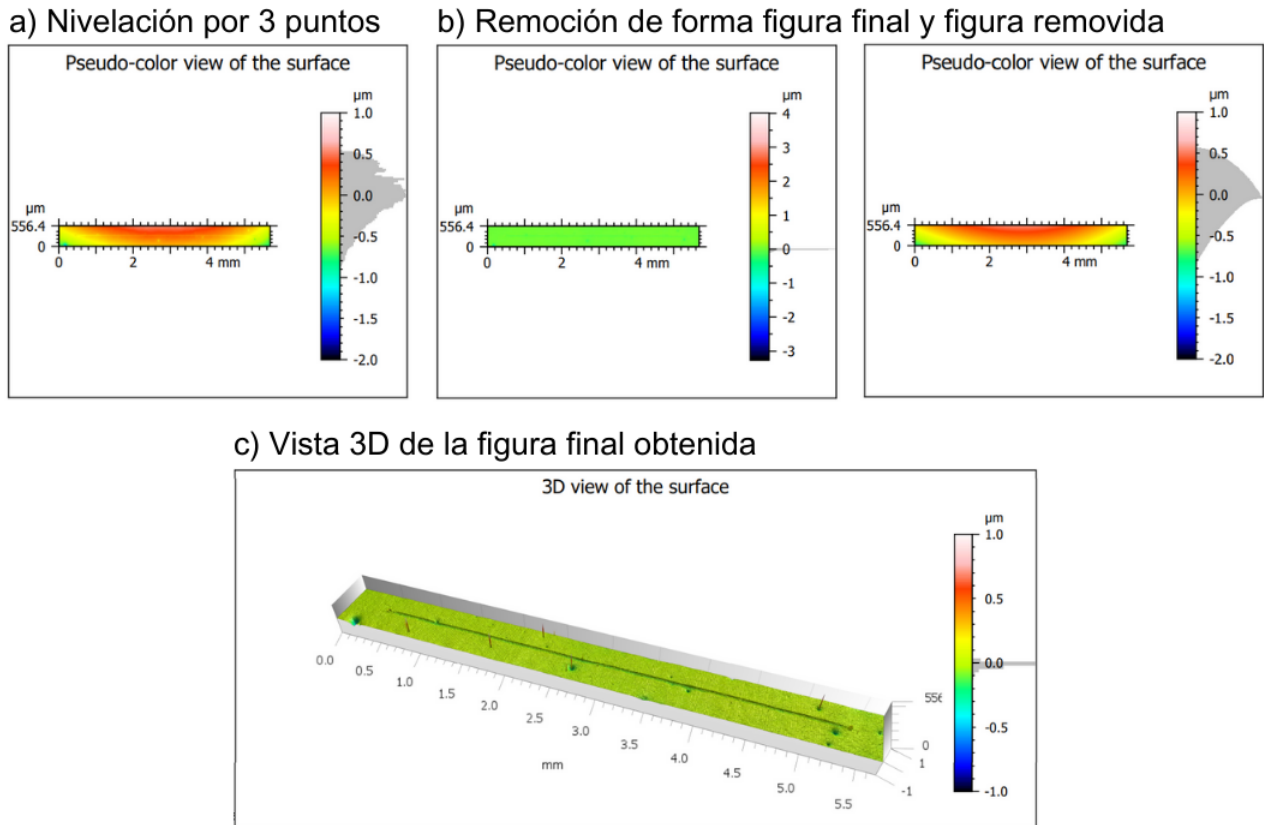 a) Nivelación por 3 puntos
b) Remoción de forma figura final y figura removida
Pseudo-color view of the surface
µm
1.0
0.5
0.0
-0.5
-1.0
-1.5
-2.0
µm
556.4
0
0 2 4 mm
Pseudo-color view of the surface
µm
4
3
2
1
0
-1
-2
-3
µm
556.4
0
0 2 4 mm
Pseudo-color view of the surface
µm
1.0
0.5
0.0
-0.5
-1.0
-1.5
-2.0
µm
556.4
0
0 2 4 mm
c) Vista 3D de la figura final obtenida
3D view of the surface
µm
1.0
0.5
0.0
-0.5
-1.0
0.0 0.5 1.0 1.5 2.0 2.5 3.0 3.5 4.0 4.5 5.0 5.5
mm
556
0
1
-1